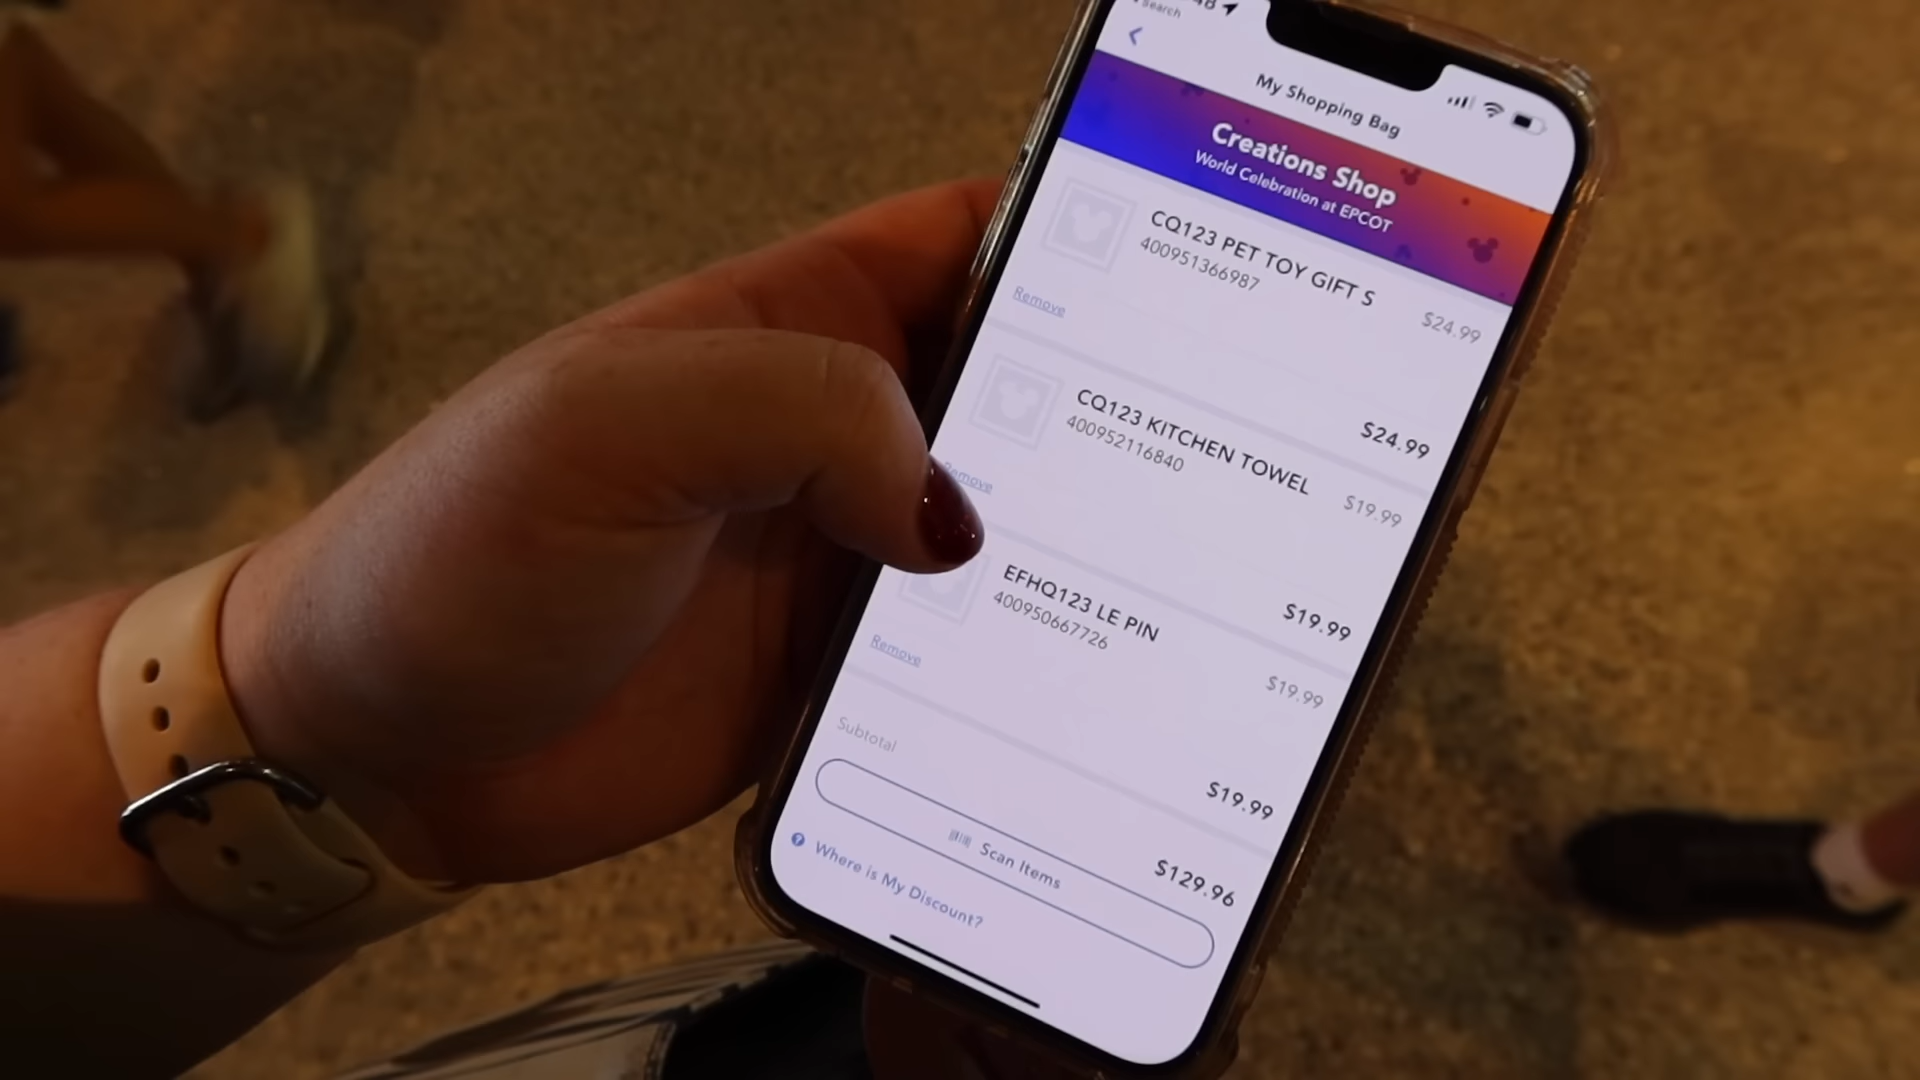 Search
My Shopping Bag
Creations Shop
World Celebration at EPCOT
CQ123 PET TOY GIFT S
400951366987
$24.99
Remove
$24.99
CQ123 KITCHEN TOWEL
400952116840
$19.99
Remove
$19.99
EFHQ123 LE PIN
400950667726
$19.99
Remove
$19.99
Subtotal
$129.96
Scan Items
? Where is My Discount?